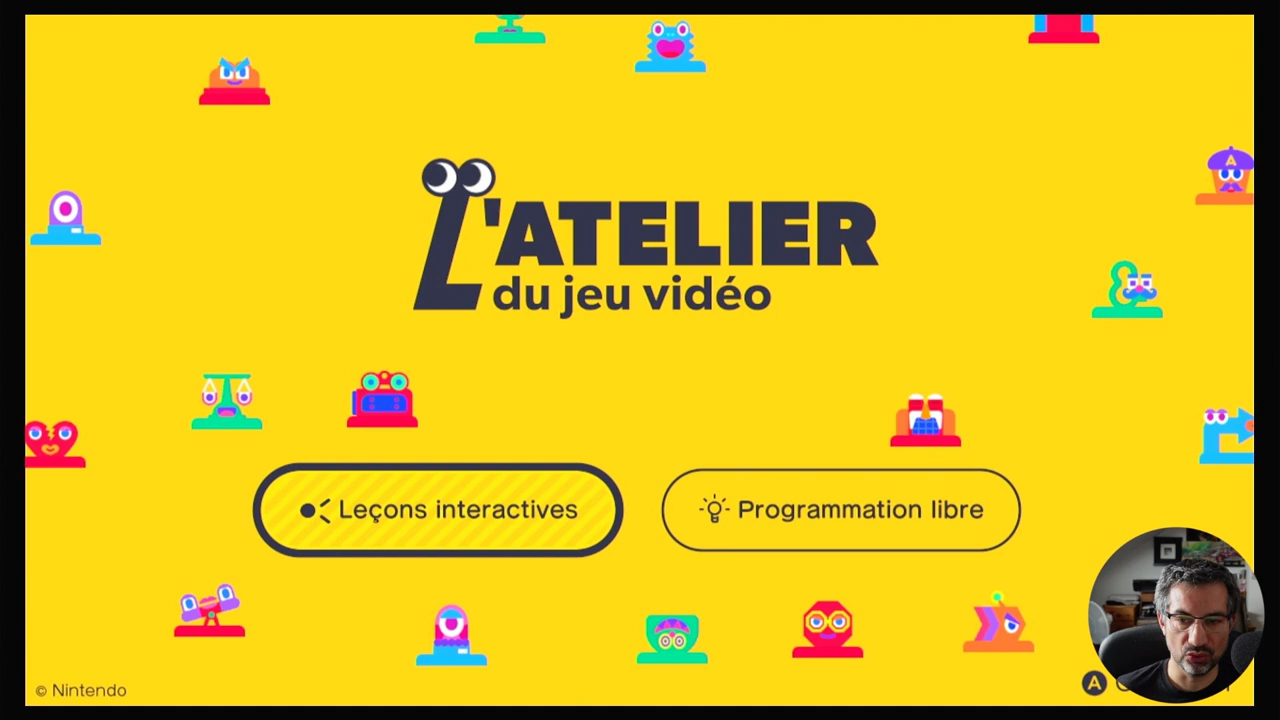 L'ATELIER
du jeu vidéo
Leçons interactives
Programmation libre
© Nintendo
A